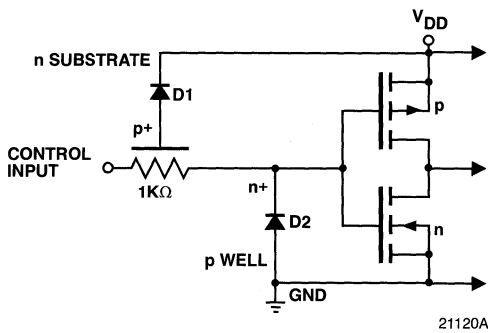 V_DD
n SUBSTRATE
D1
p
p+
CONTROL
INPUT
1KΩ
n+
D2
n
p WELL
GND
21120A